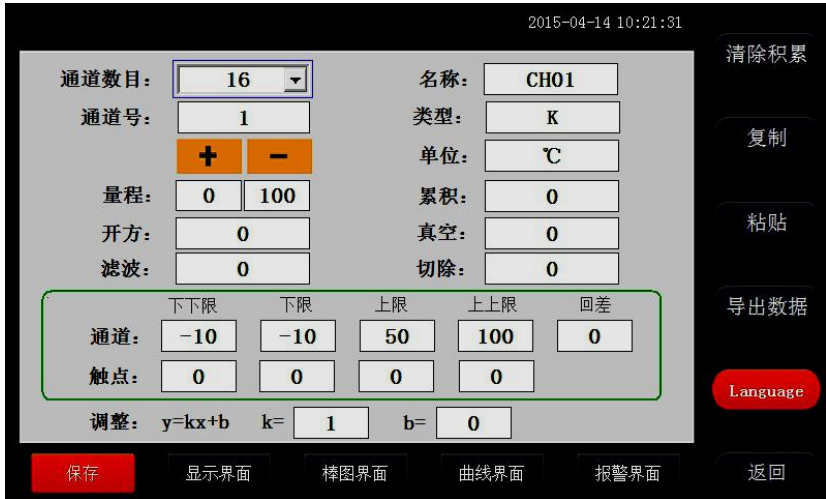 2015-04-14 10:21:31
通道数目： 16 名称： CH01
通道号： 1 类型： K
+ - 单位： ℃
量程： 0 100 累积： 0
开方： 0 真空： 0
滤波： 0 切除： 0
下下限 下限 上限 上上限 回差
通道： -10 -10 50 100 0
触点： 0 0 0 0
调整： y=kx+b k= 1 b= 0
保存 显示界面 棒图界面 曲线界面 报警界面
清除积累
复制
粘贴
导出数据
Language
返回